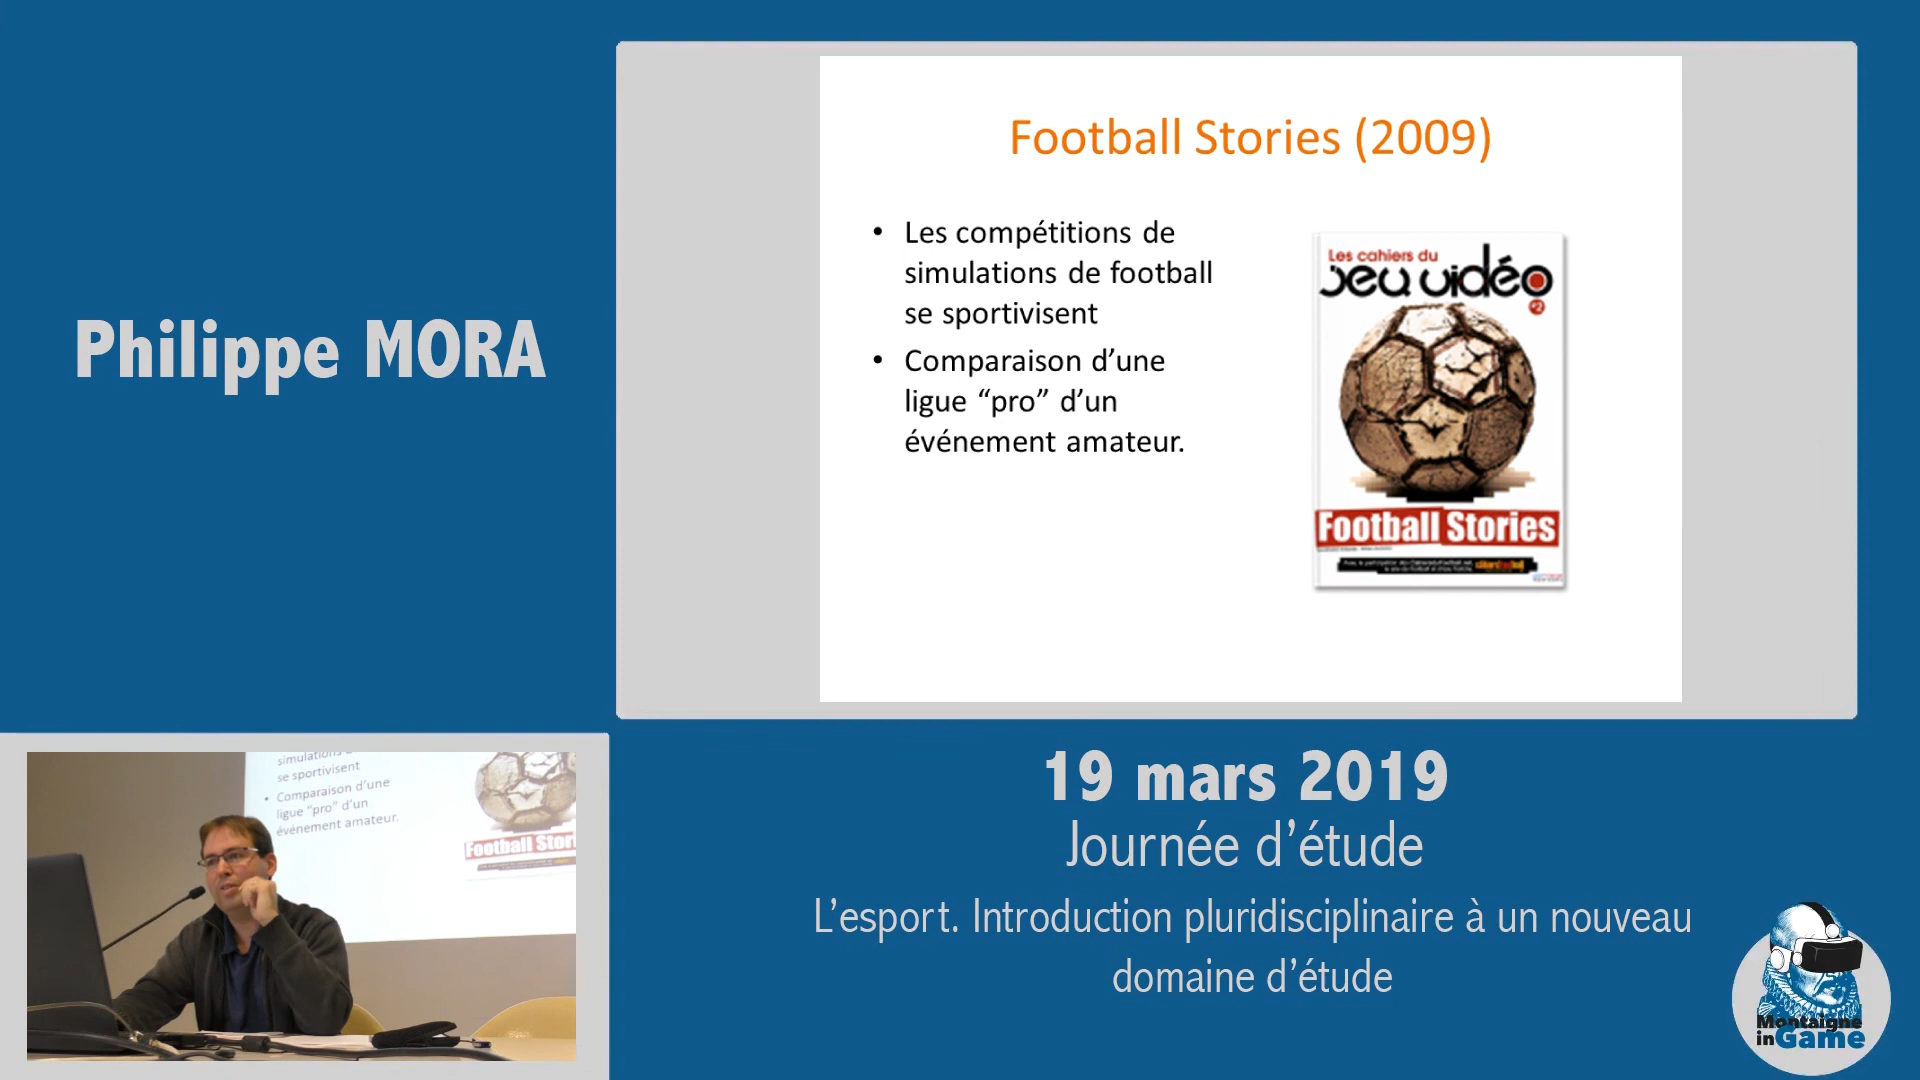 Philippe MORA
Football Stories (2009)
• Les compétitions de
simulations de football
se sportivisent
• Comparaison d’une
ligue “pro” d’un
événement amateur.
Les cahiers du
Jeu vidéo
#2
Football Stories
simulations
se sportivisent
• Comparaison d’une
ligue “pro” d’un
événement amateur.
Football Stori
19 mars 2019
Journée d’étude
L’esport. Introduction pluridisciplinaire à un nouveau
domaine d’étude
Montaigne
inGame